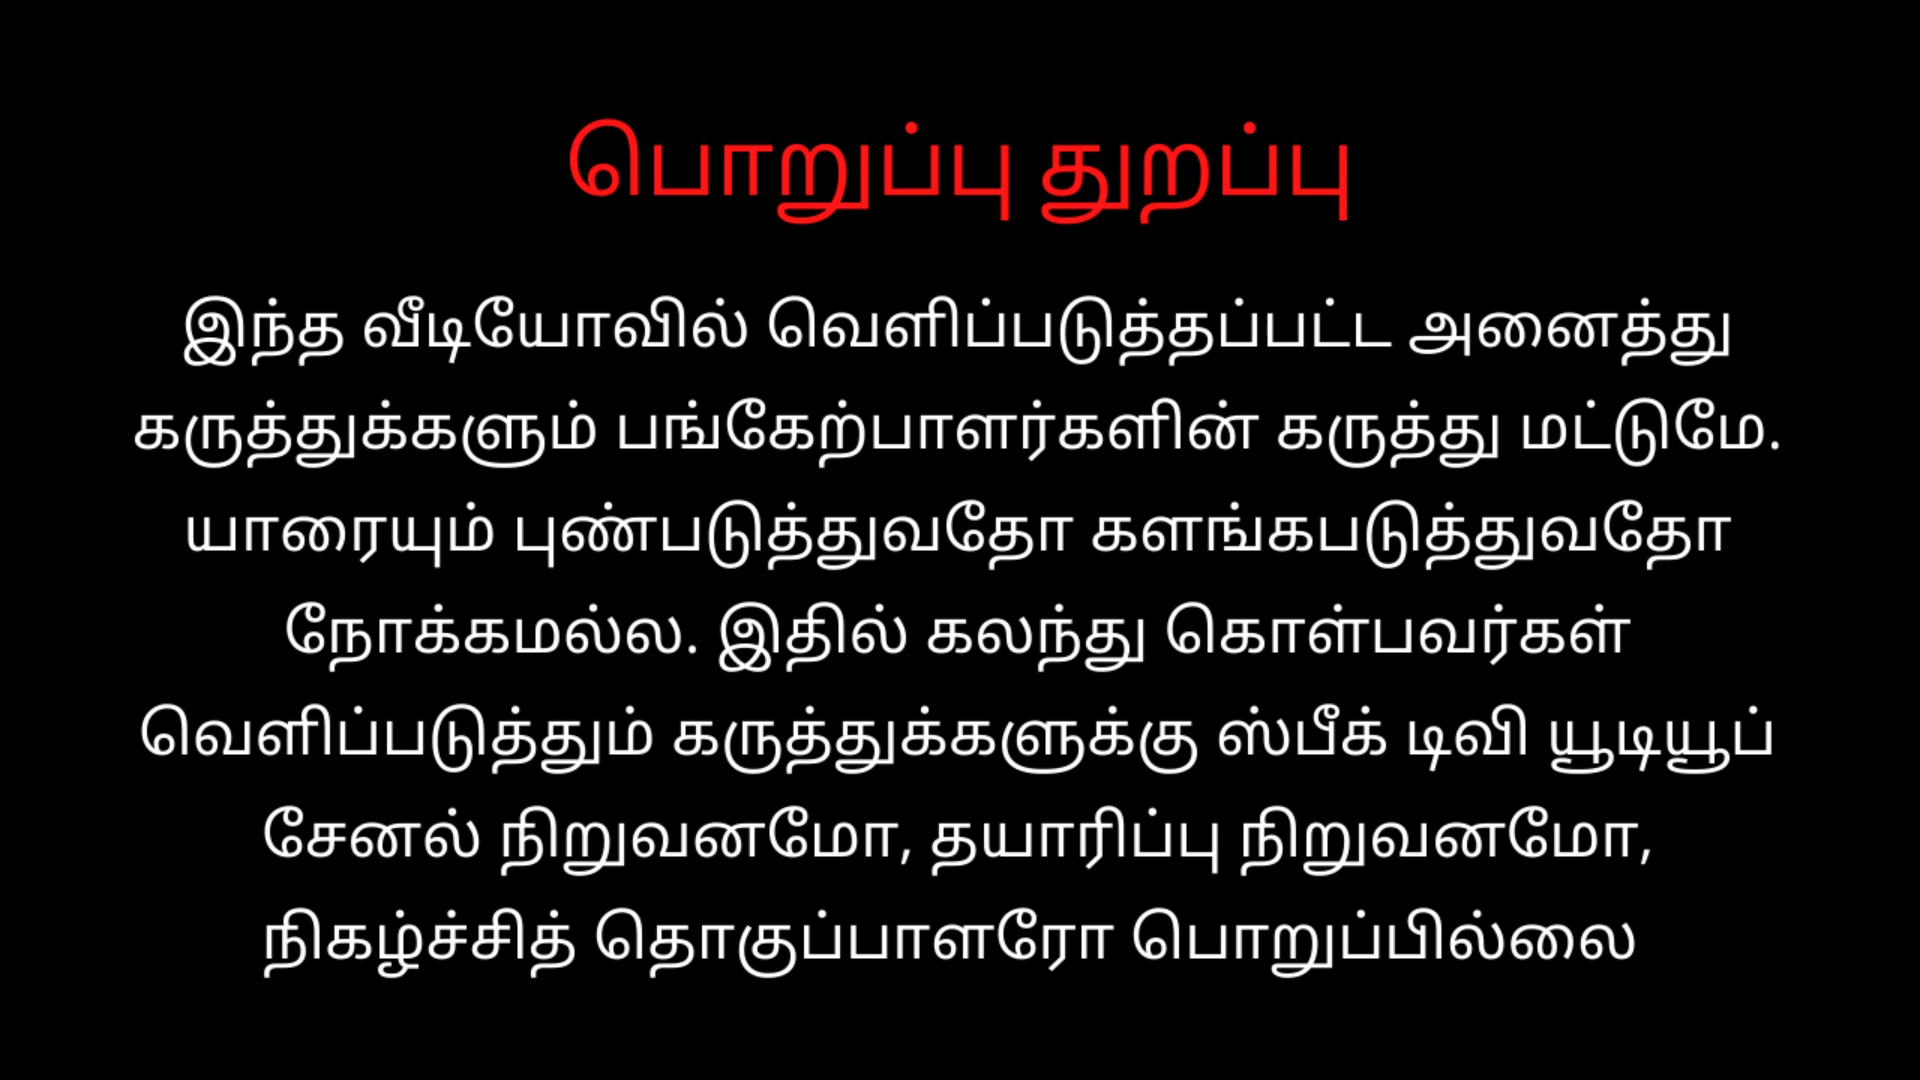 பொறுப்பு துறப்பு
இந்த வீடியோவில் வெளிப்படுத்தப்பட்ட அனைத்து
கருத்துக்களும் பங்கேற்பாளர்களின் கருத்து மட்டுமே.
யாரையும் புண்படுத்துவதோ களங்கபடுத்துவதோ
நோக்கமல்ல. இதில் கலந்து கொள்பவர்கள்
வெளிப்படுத்தும் கருத்துக்களுக்கு ஸ்பீக் டிவி யூடியூப்
சேனல் நிறுவனமோ, தயாரிப்பு நிறுவனமோ,
நிகழ்ச்சித் தொகுப்பாளரோ பொறுப்பில்லை